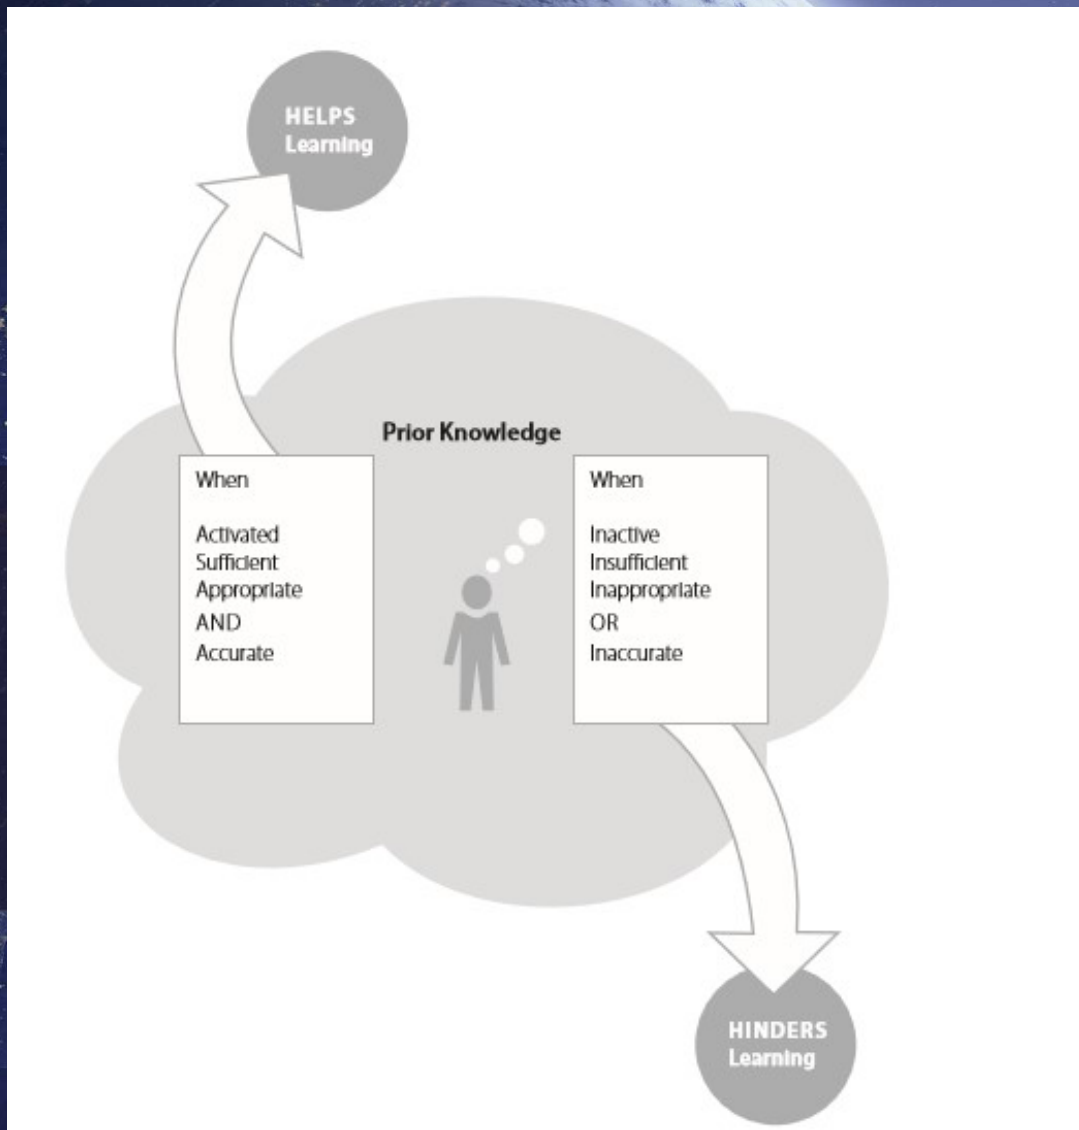 HELPS
Learning
Prior Knowledge
When
Activated
Sufficient
Appropriate
AND
Accurate
When
Inactive
Insufficient
Inappropriate
OR
Inaccurate
HINDERS
Learning